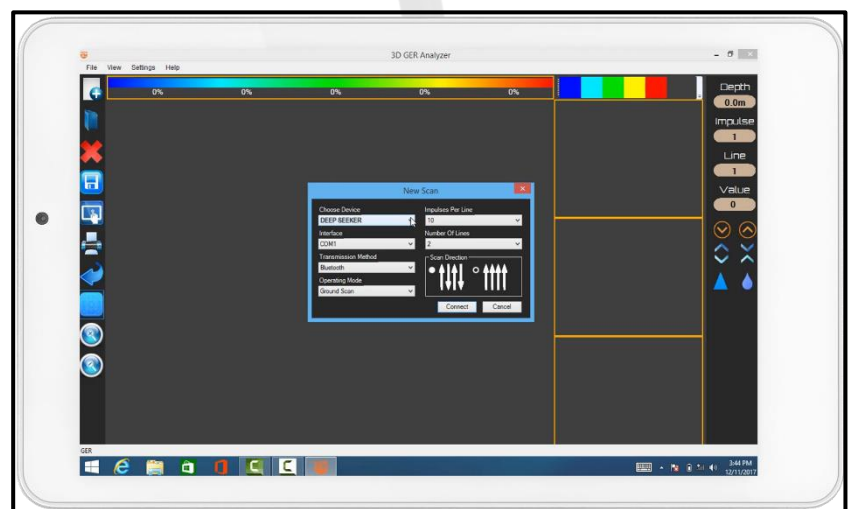 3D GER Analyzer
File View Settings Help
0% 0% 0% 0% 0%
Depth
0.0m
Impulse
1
Line
1
Value
0
New Scan
Choose Device
DEEP SEEKER
Impulses Per Line
10
Interface
COM1
Number Of Lines
2
Transmission Method
Bluetooth
Scan Direction
Operating Mode
Ground Scan
Connect Cancel
GER
3:44 PM
12/11/2017